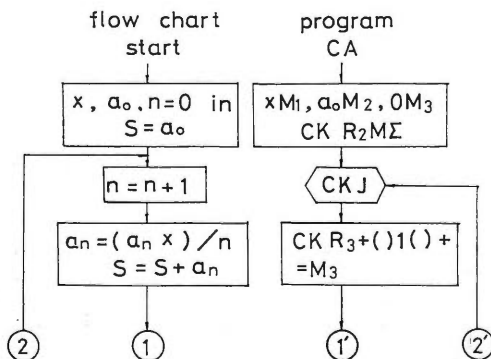 flow chart
start
x, a₀, n=0 in
S=a₀
n=n+1
aₙ=(aₙ x)/n
S=S+aₙ
2
1
program
CA
xM₁, a₀M₂, 0M₃
CK R₂MΣ
CKJ
CK R₃+()1()+
=M₃
1'
2'